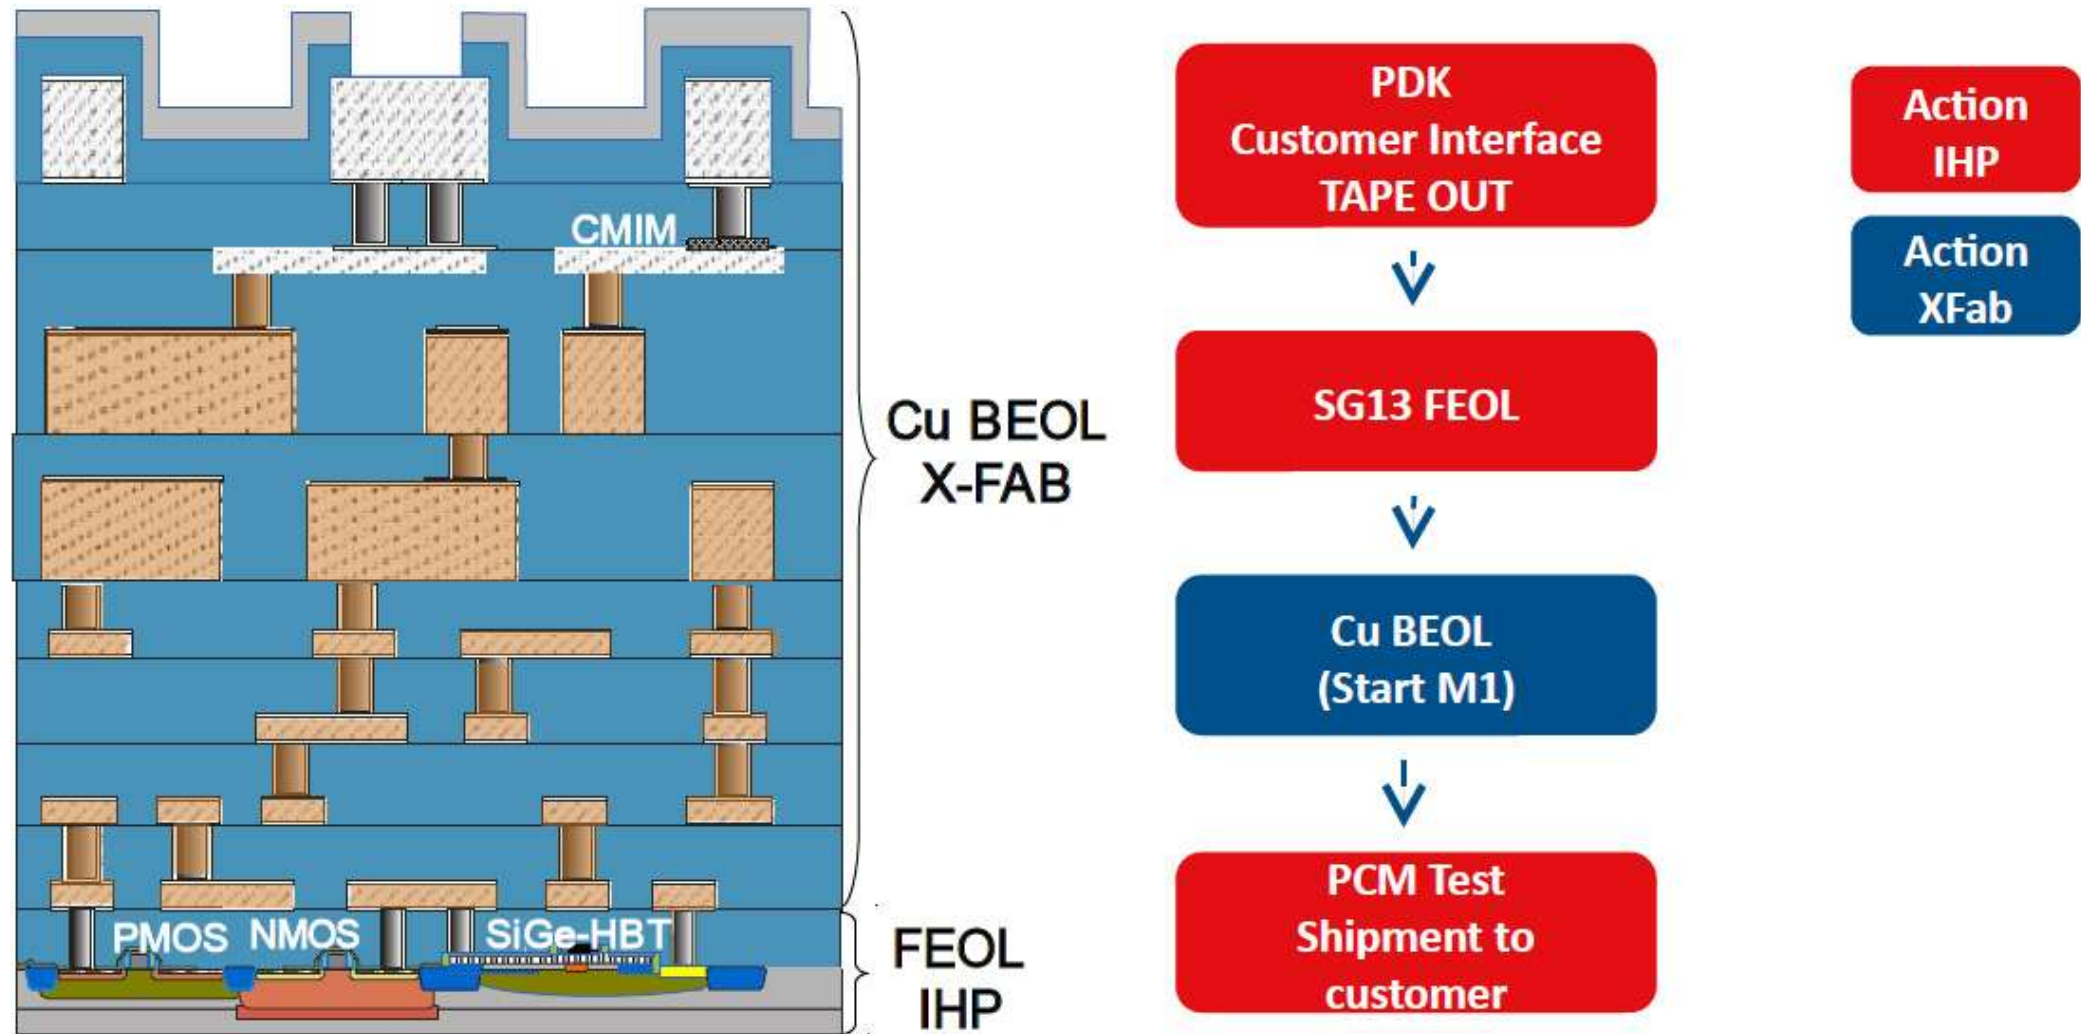 CMIM
PMOS
NMOS
SiGe-HBT
Cu BEOL
X-FAB
FEOL
IHP
PDK
Customer Interface
TAPE OUT
SG13 FEOL
Cu BEOL
(Start M1)
PCM Test
Shipment to
customer
Action
IHP
Action
XFab